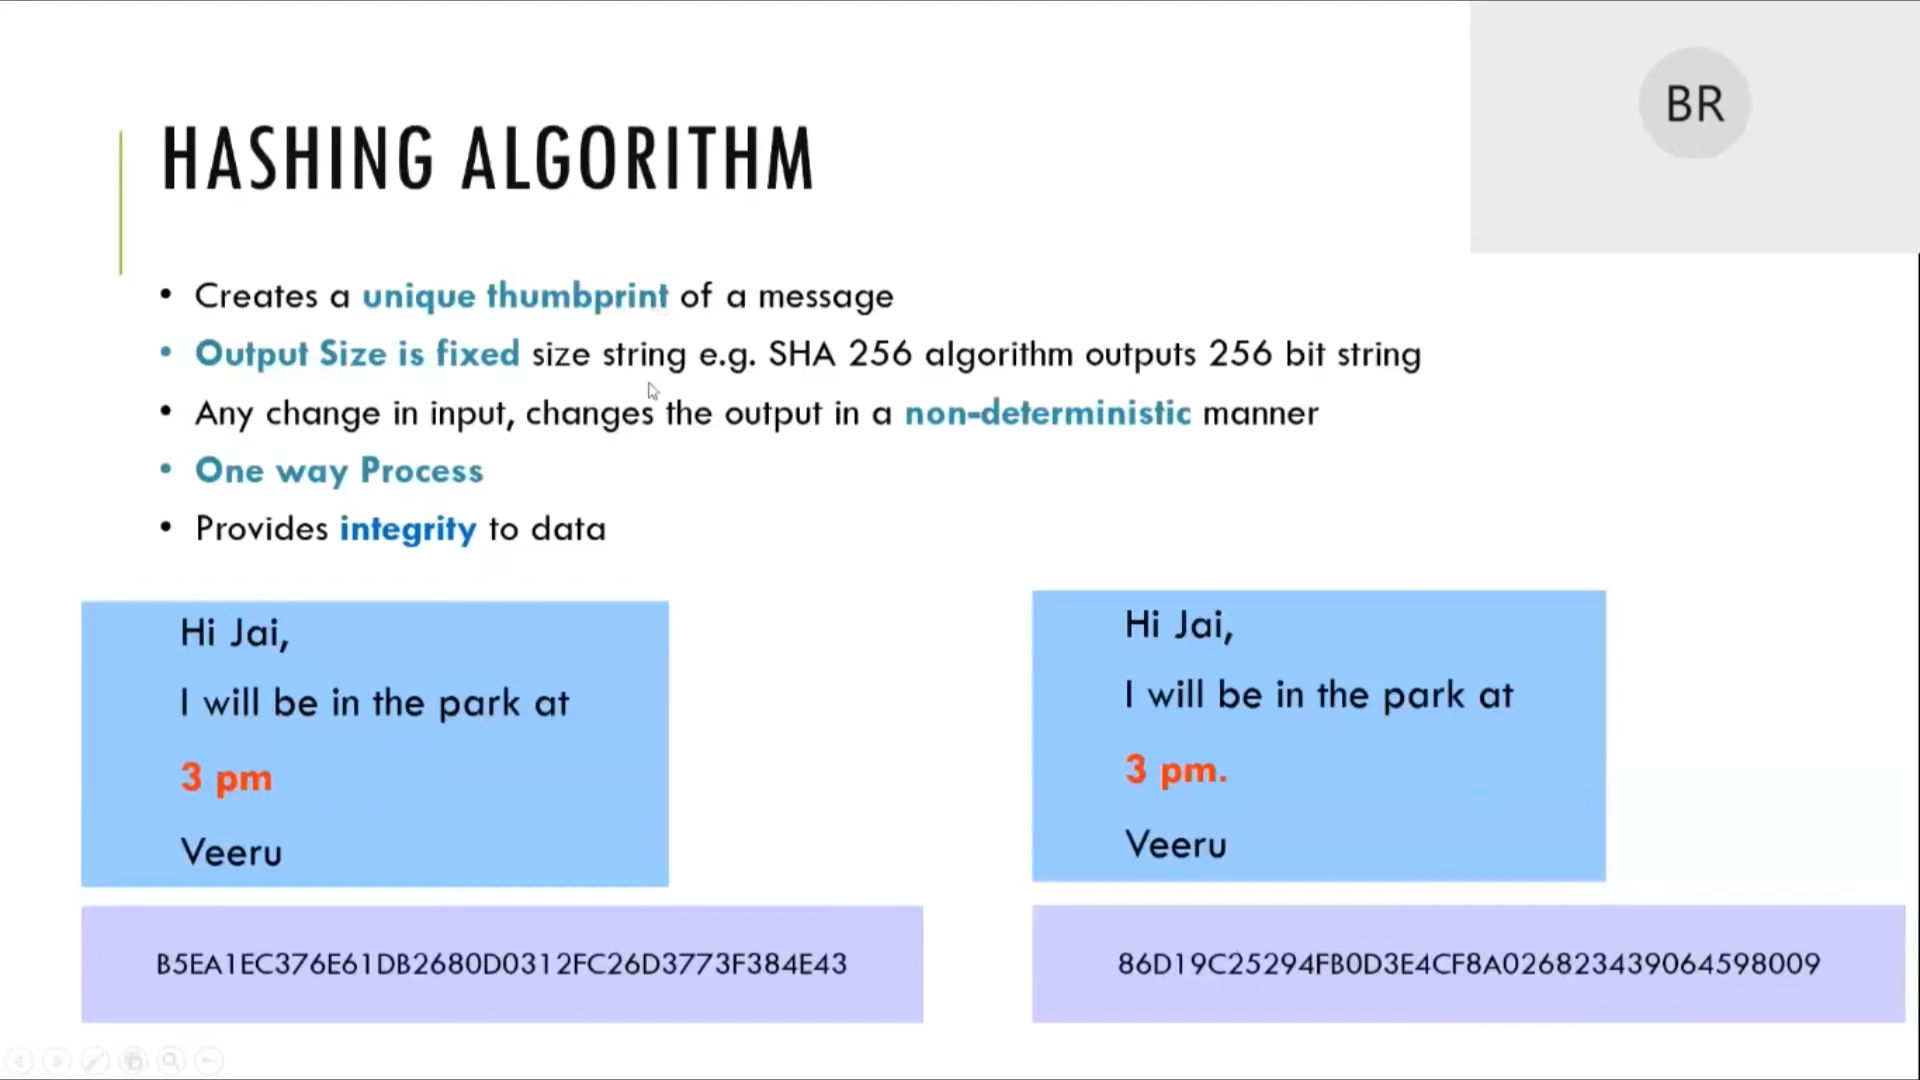 BR
HASHING ALGORITHM
• Creates a unique thumbprint of a message
• Output Size is fixed size string e.g. SHA 256 algorithm outputs 256 bit string
• Any change in input, changes the output in a non-deterministic manner
• One way Process
• Provides integrity to data
Hi Jai,
I will be in the park at
3 pm
Veeru
B5EA1EC376E61DB2680D0312FC26D3773F384E43
Hi Jai,
I will be in the park at
3 pm.
Veeru
86D19C25294FB0D3E4CF8A026823439064598009